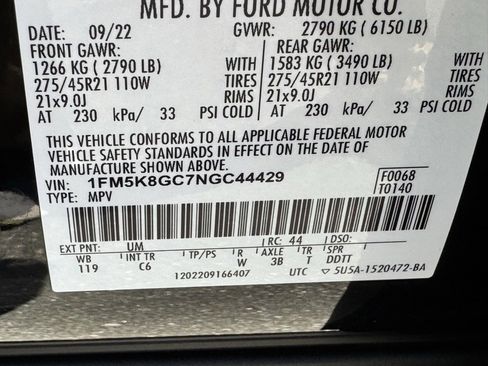 MFD. BY FORD MOTOR CO.
DATE: 09/22 GVWR: 2790 KG ( 6150 LB)
FRONT GAWR: REAR GAWR:
1266 KG ( 2790 LB) WITH 1583 KG ( 3490 LB) WITH
275/45R21 110W TIRES 275/45R21 110W TIRES
21x9.0J RIMS 21x9.0J RIMS
AT 230 kPa/ 33 PSI COLD AT 230 kPa/ 33 PSI COLD
THIS VEHICLE CONFORMS TO ALL APPLICABLE FEDERAL MOTOR
VEHICLE SAFETY STANDARDS IN EFFECT ON THE DATE OF
MANUFACTURE SHOWN ABOVE.
VIN: 1FM5K8GC7NGC44429 F0068
TYPE: MPV T0140
EXT PNT: UM RC: 44 DSO:
WB INT TR TP/PS R AXLE TR SPR
119 C6 W 3B T DDTT
1202209166407 UTC ▽ 5U5A-1520472-BA